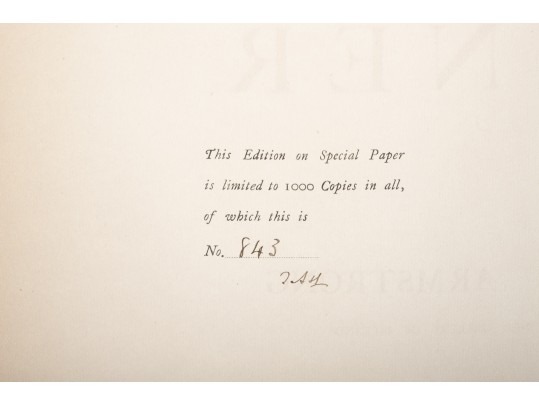 This Edition on Special Paper
is limited to 1000 Copies in all,
of which this is
No. 843